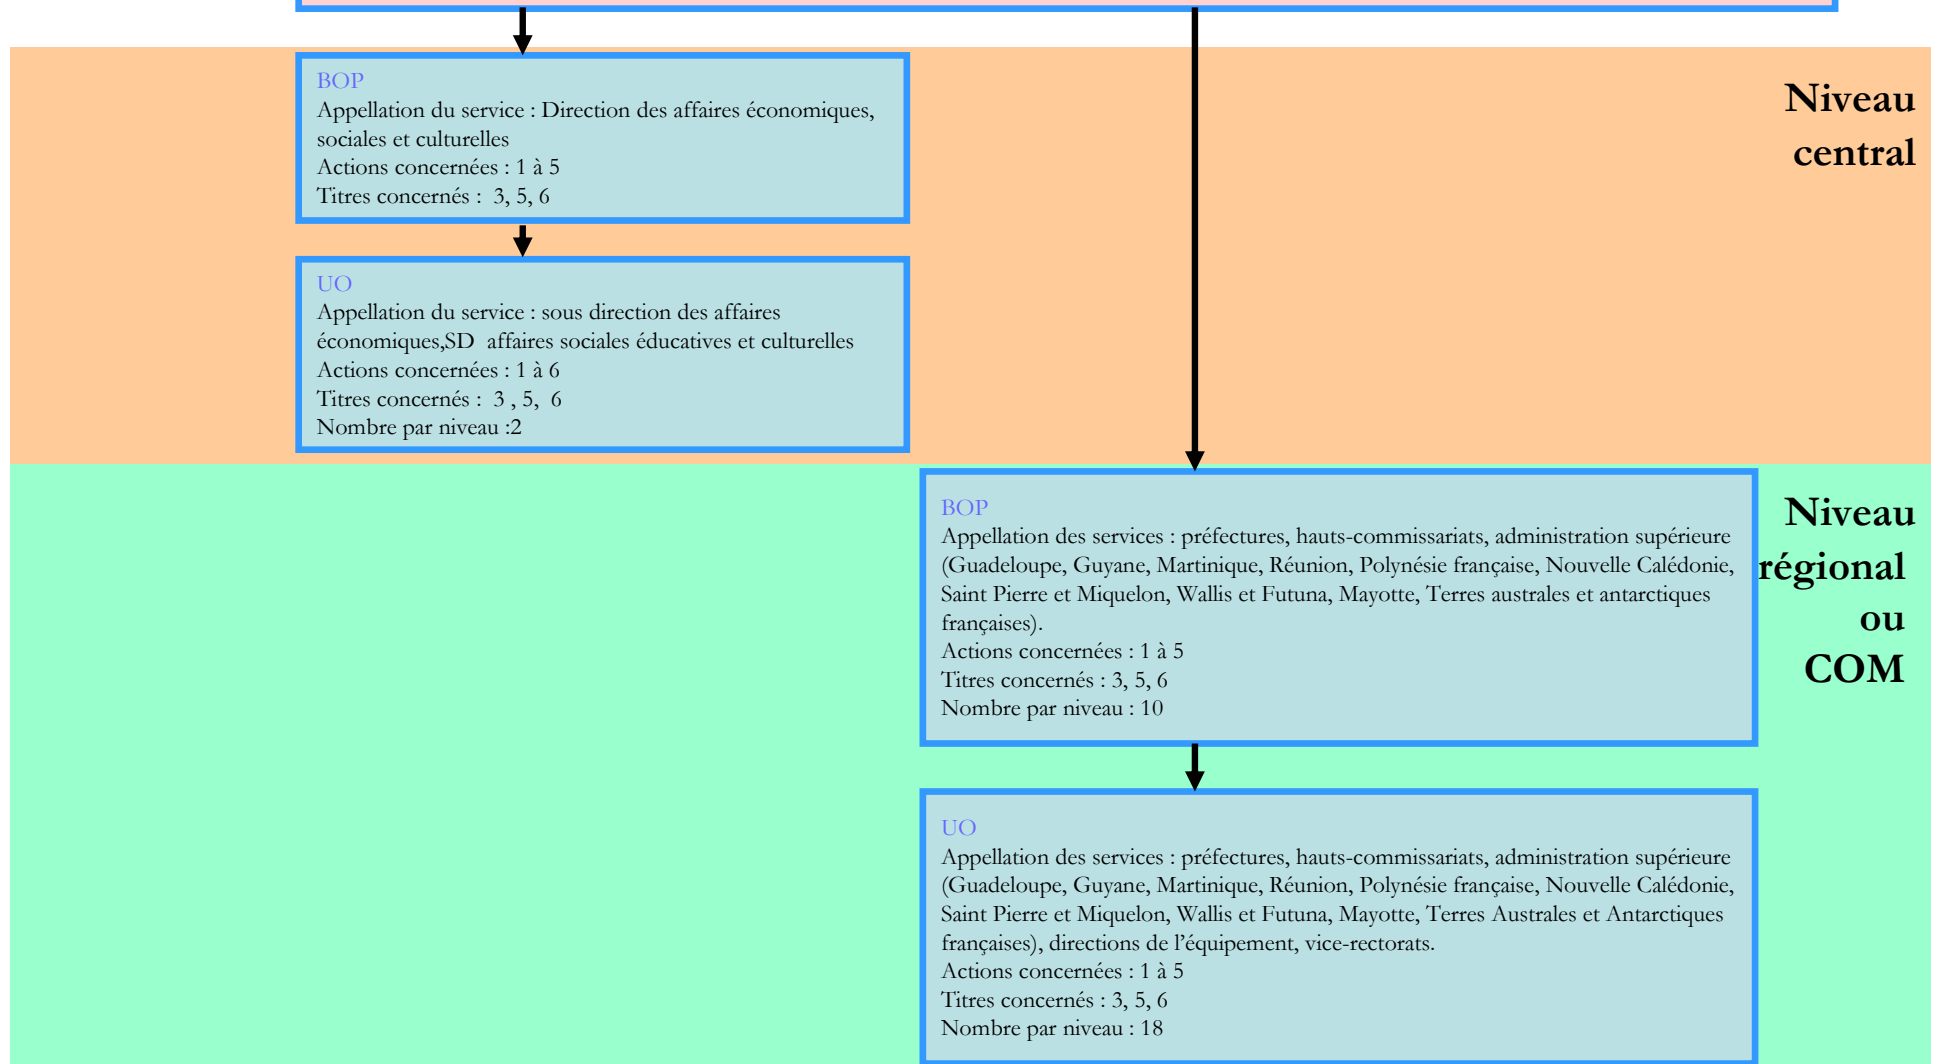 BOP
Appellation du service : Direction des affaires économiques,
sociales et culturelles
Actions concernées : 1 à 5
Titres concernés :  3, 5, 6
Niveau
central
UO
Appellation du service : sous direction des affaires
économiques,SD  affaires sociales éducatives et culturelles
Actions concernées : 1 à 6
Titres concernés :  3 , 5,  6
Nombre par niveau :2
BOP
Appellation des services : préfectures, hauts-commissariats, administration supérieure
(Guadeloupe, Guyane, Martinique, Réunion, Polynésie française, Nouvelle Calédonie,
Saint Pierre et Miquelon, Wallis et Futuna, Mayotte, Terres australes et antarctiques
françaises).
Actions concernées : 1 à 5
Titres concernés : 3, 5, 6
Nombre par niveau : 10
Niveau
régional
ou
COM
UO
Appellation des services : préfectures, hauts-commissariats, administration supérieure
(Guadeloupe, Guyane, Martinique, Réunion, Polynésie française, Nouvelle Calédonie,
Saint Pierre et Miquelon, Wallis et Futuna, Mayotte, Terres Australes et Antarctiques
françaises), directions de l’équipement, vice-rectorats.
Actions concernées : 1 à 5
Titres concernés : 3, 5, 6
Nombre par niveau : 18